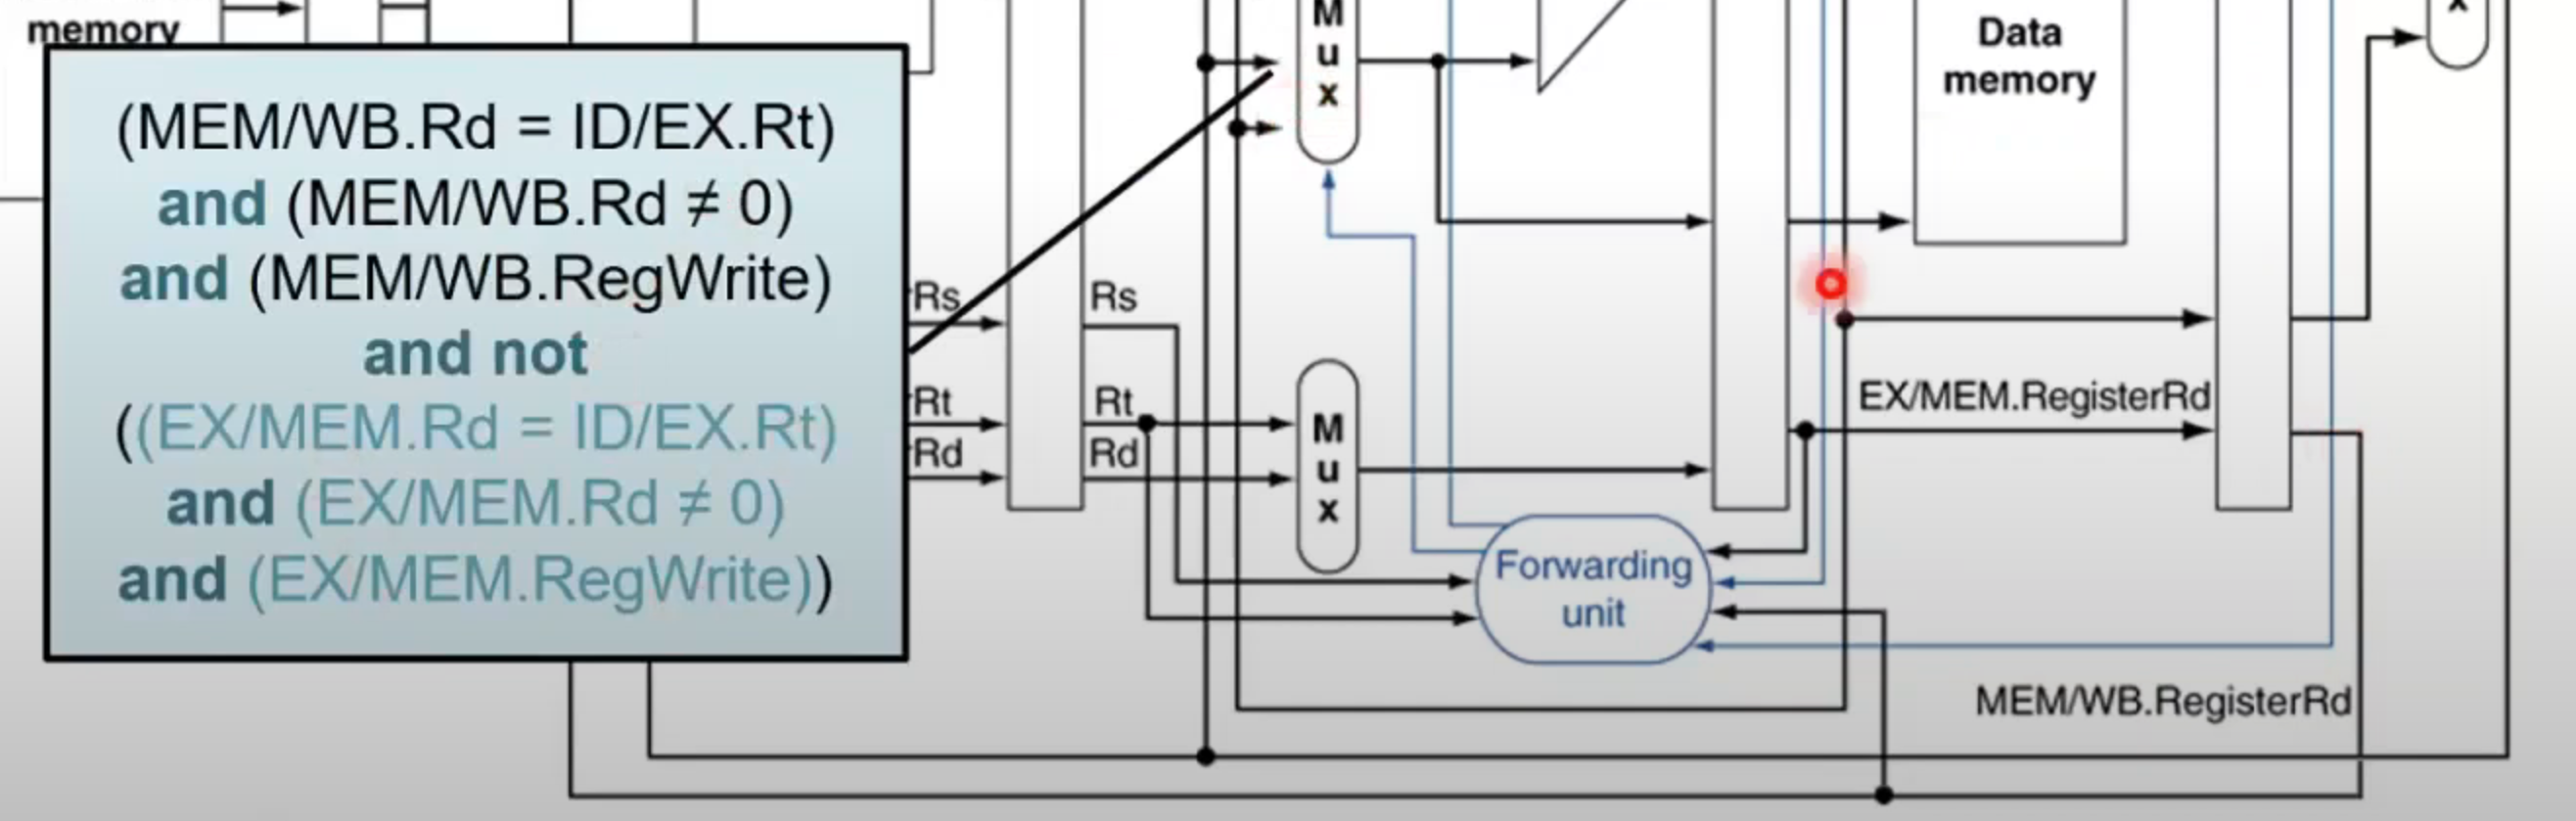 memory
(MEM/WB.Rd = ID/EX.Rt)
and (MEM/WB.Rd ≠ 0)
and (MEM/WB.RegWrite)
and not
((EX/MEM.Rd = ID/EX.Rt)
and (EX/MEM.Rd ≠ 0)
and (EX/MEM.RegWrite))
Rs
Rt
Rd
Rs
Rt
Rd
M
u
x
M
u
x
Forwarding
unit
Data
memory
x
EX/MEM.RegisterRd
MEM/WB.RegisterRd